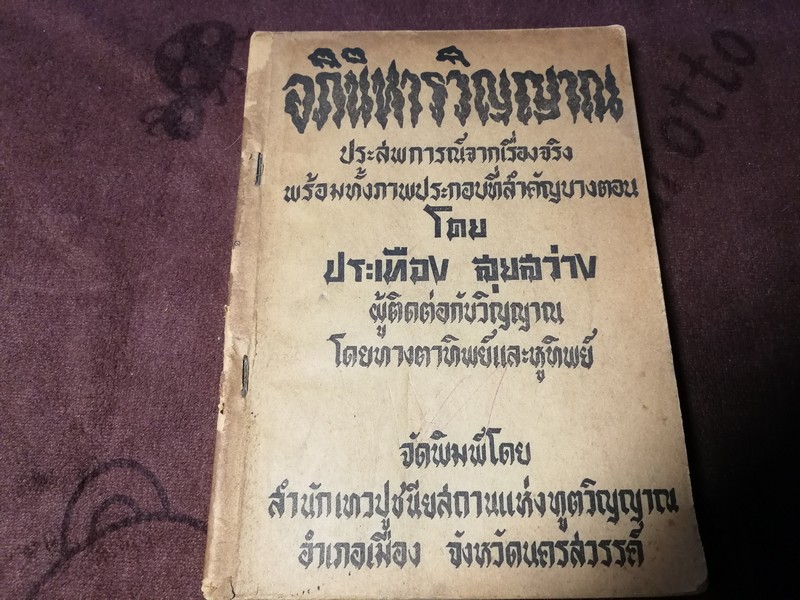 อภินิหารวิญญาณ
ประสพการณ์จากเรื่องจริง
พร้อมทั้งภาพประกอบที่สำคัญบางตอน
โดย
ประเทือง สุขสว่าง
ผู้ติดต่อกับวิญญาณ
โดยทางตาทิพย์และหูทิพย์
จัดพิมพ์โดย
สำนักเทวปูชนียสถานแห่งทูตวิญญาณ
อำเภอเมือง จังหวัดนครสวรรค์
otto